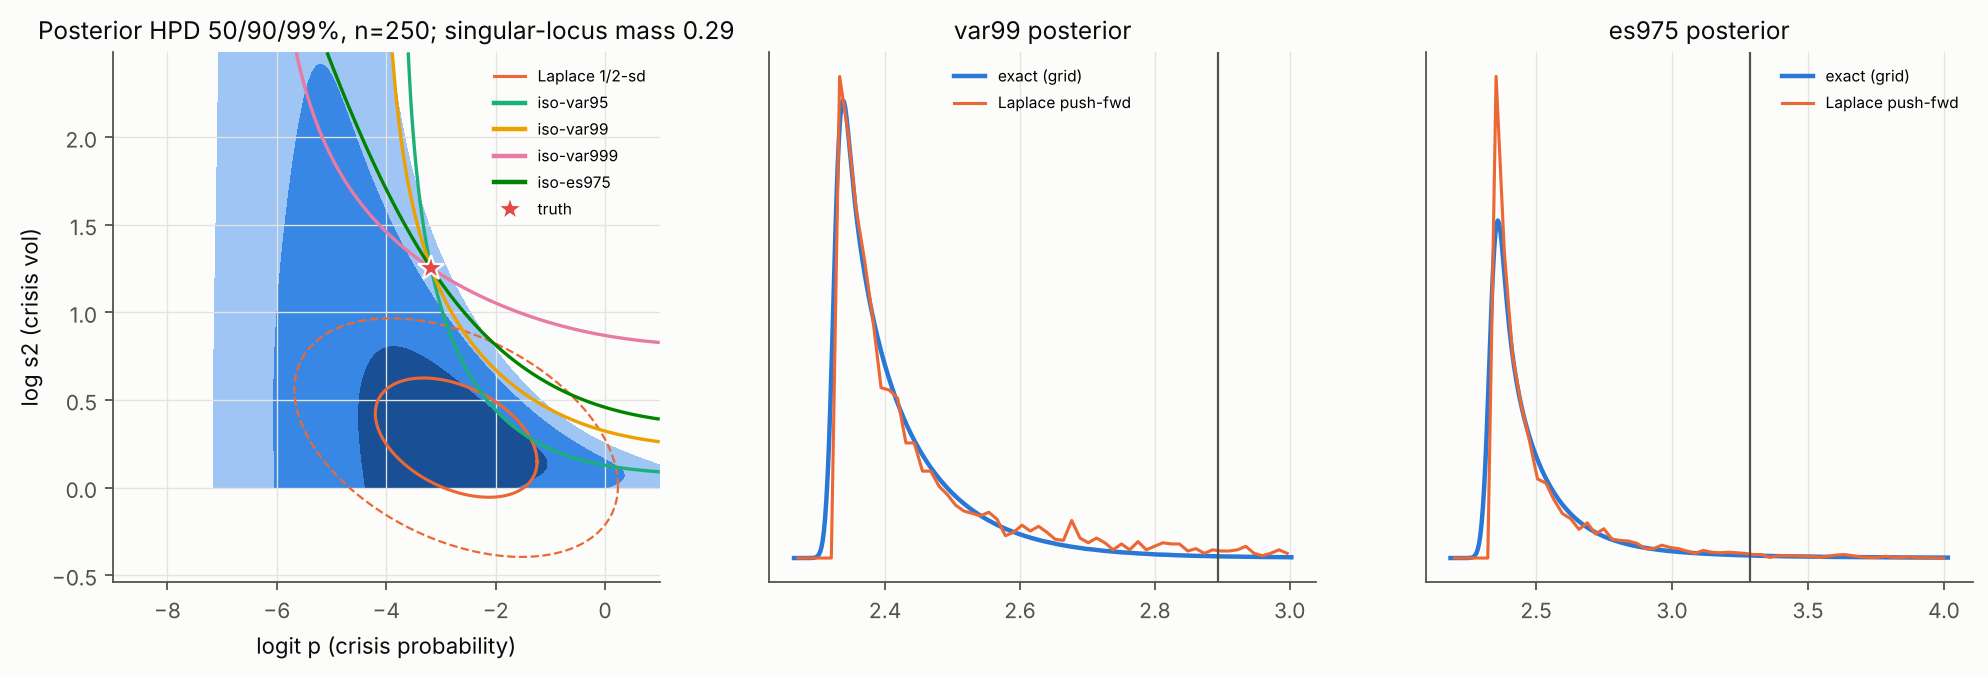 Posterior HPD 50/90/99%, n=250; singular-locus mass 0.29
log s2 (crisis vol)
2.0
1.5
1.0
0.5
0.0
−0.5
−8
−6
−4
−2
0
logit p (crisis probability)
Laplace 1/2-sd
iso-var95
iso-var99
iso-var999
iso-es975
truth
var99 posterior
exact (grid)
Laplace push-fwd
2.4
2.6
2.8
3.0
es975 posterior
exact (grid)
Laplace push-fwd
2.5
3.0
3.5
4.0